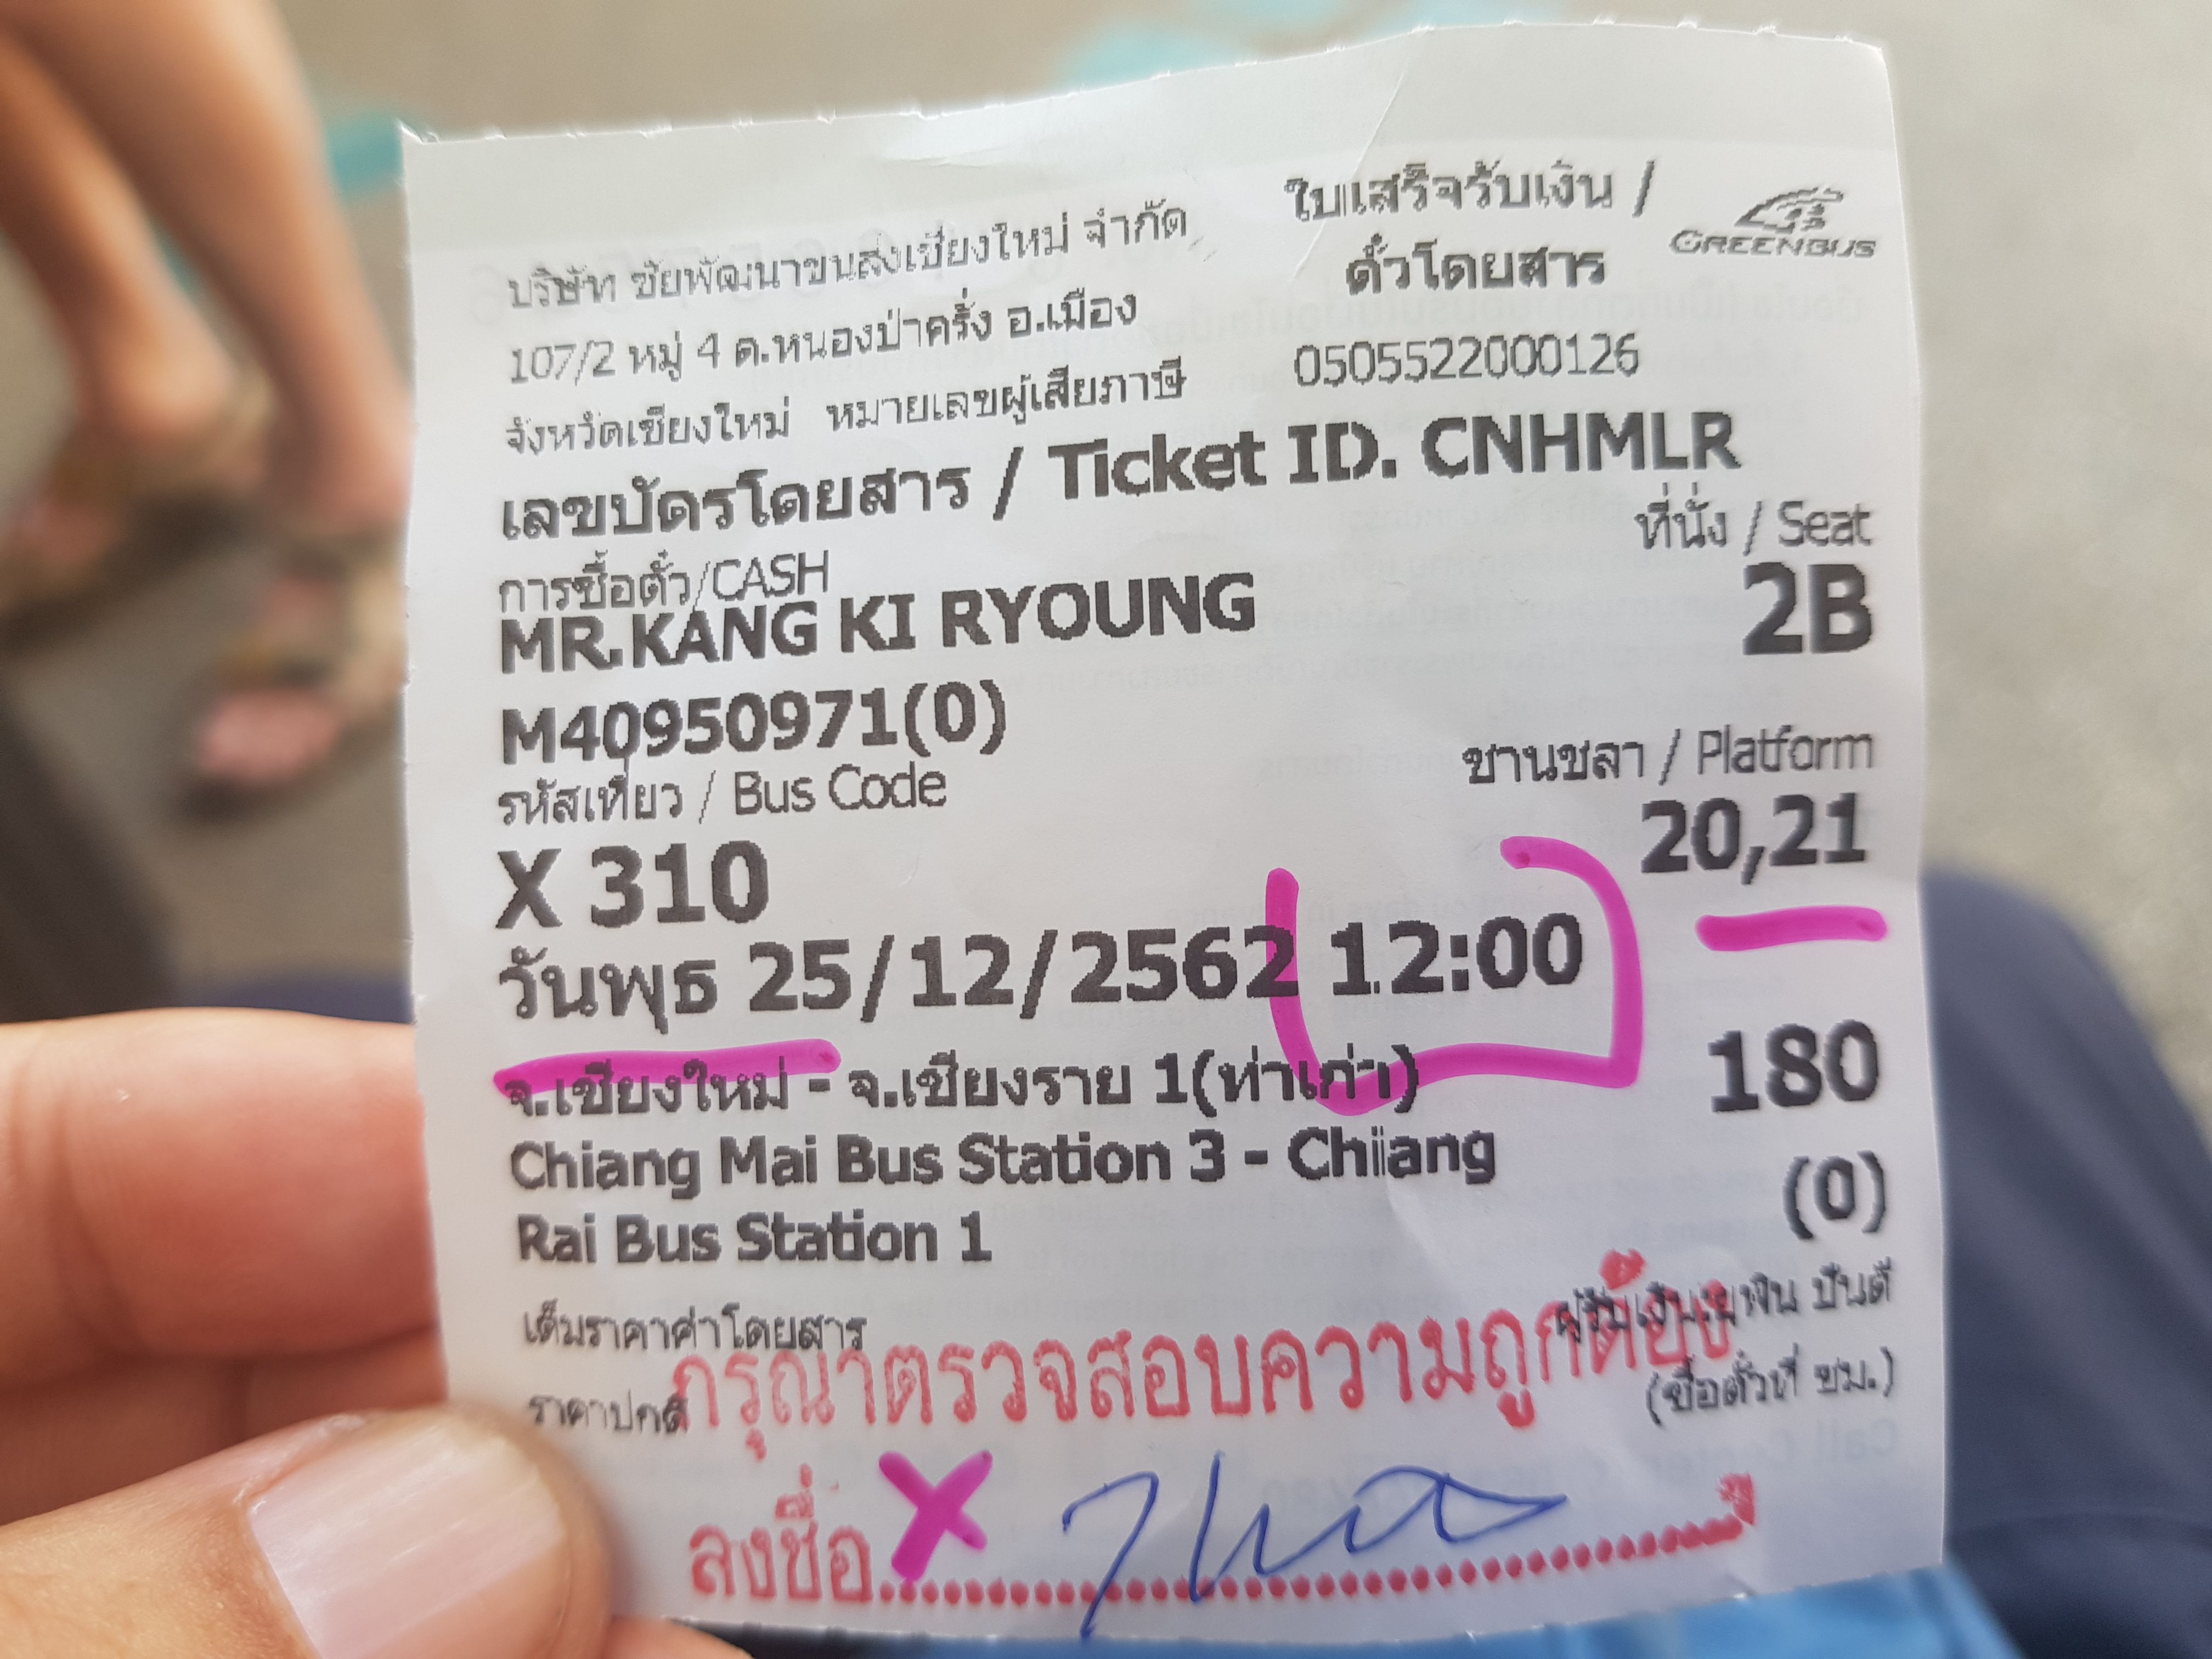 บริษัท ชัยพัฒนาขนส่งเชียงใหม่ จำกัด
107/2 หมู่ 4 ต.หนองป่าครั่ง อ.เมือง
จังหวัดเชียงใหม่ หมายเลขผู้เสียภาษี
ใบเสร็จรับเงิน /
ตั๋วโดยสาร
0505522000126
GREENBUS
เลขบัตรโดยสาร / Ticket ID. CNHMLR
การซื้อตั๋ว/CASH
ที่นั่ง / Seat
MR.KANG KI RYOUNG
2B
M40950971(0)
รหัสเที่ยว / Bus Code
ชานชลา / Platform
X 310
20,21
วันพุธ 25/12/2562 12:00
จ.เชียงใหม่ - จ.เชียงราย 1(ท่าเก่า)
180
Chiang Mai Bus Station 3 - Chiang
Rai Bus Station 1
(0)
เต็มราคาค่าโดยสาร
ปันดี
ราคาปกติ
(ซื้อตั๋วที่ ขม.)
กรุณาตรวจสอบความถูกต้อง
ลงชื่อ